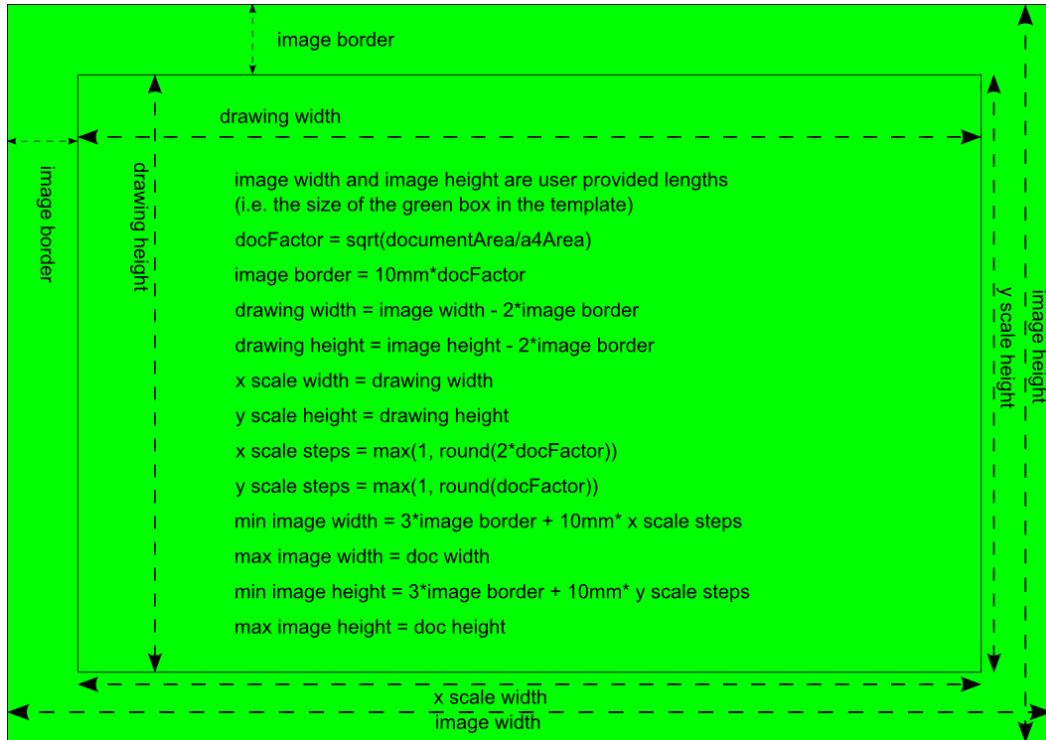 image border
drawing width
image border
drawing height
image width and image height are user provided lengths
(i.e. the size of the green box in the template)
docFactor = sqrt(documentArea/a4Area)
image border = 10mm*docFactor
drawing width = image width - 2*image border
drawing height = image height - 2*image border
x scale width = drawing width
y scale height = drawing height
x scale steps = max(1, round(2*docFactor))
y scale steps = max(1, round(docFactor))
min image width = 3*image border + 10mm* x scale steps
max image width = doc width
min image height = 3*image border + 10mm* y scale steps
max image height = doc height
y scale height
image height
x scale width
image width